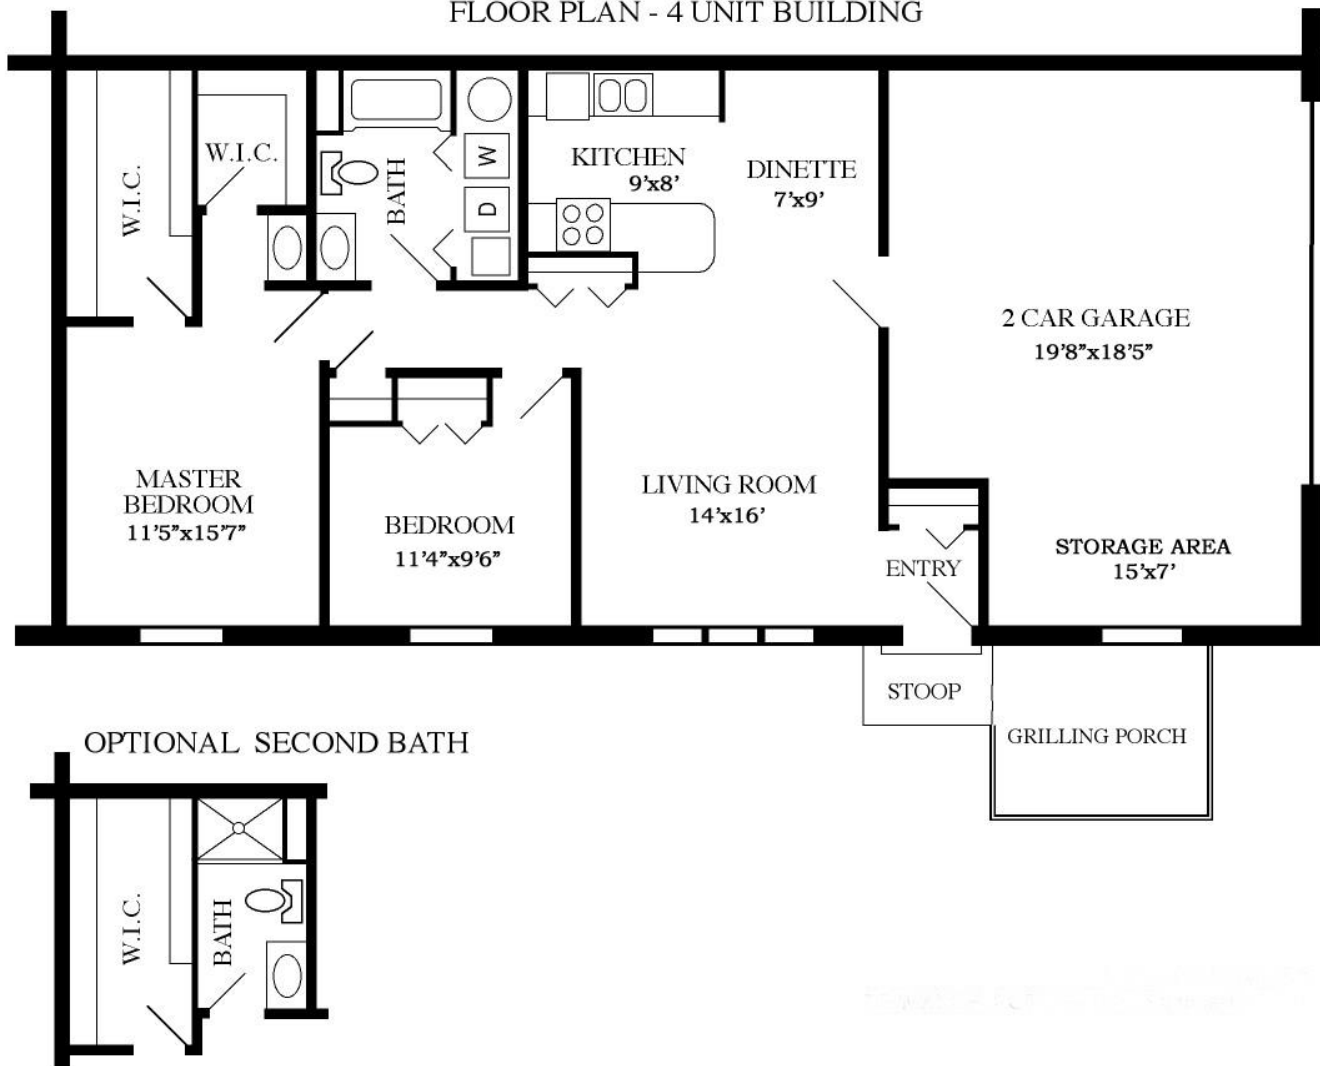 FLOOR PLAN - 4 UNIT BUILDING
W.I.C.
W.I.C.
BATH
W
D
KITCHEN
9'x8'
DINETTE
7'x9'
2 CAR GARAGE
19'8"x18'5"
MASTER
BEDROOM
11'5"x15'7"
BEDROOM
11'4"x9'6"
LIVING ROOM
14'x16'
ENTRY
STORAGE AREA
15'x7'
STOOP
GRILLING PORCH
OPTIONAL SECOND BATH
W.I.C.
BATH